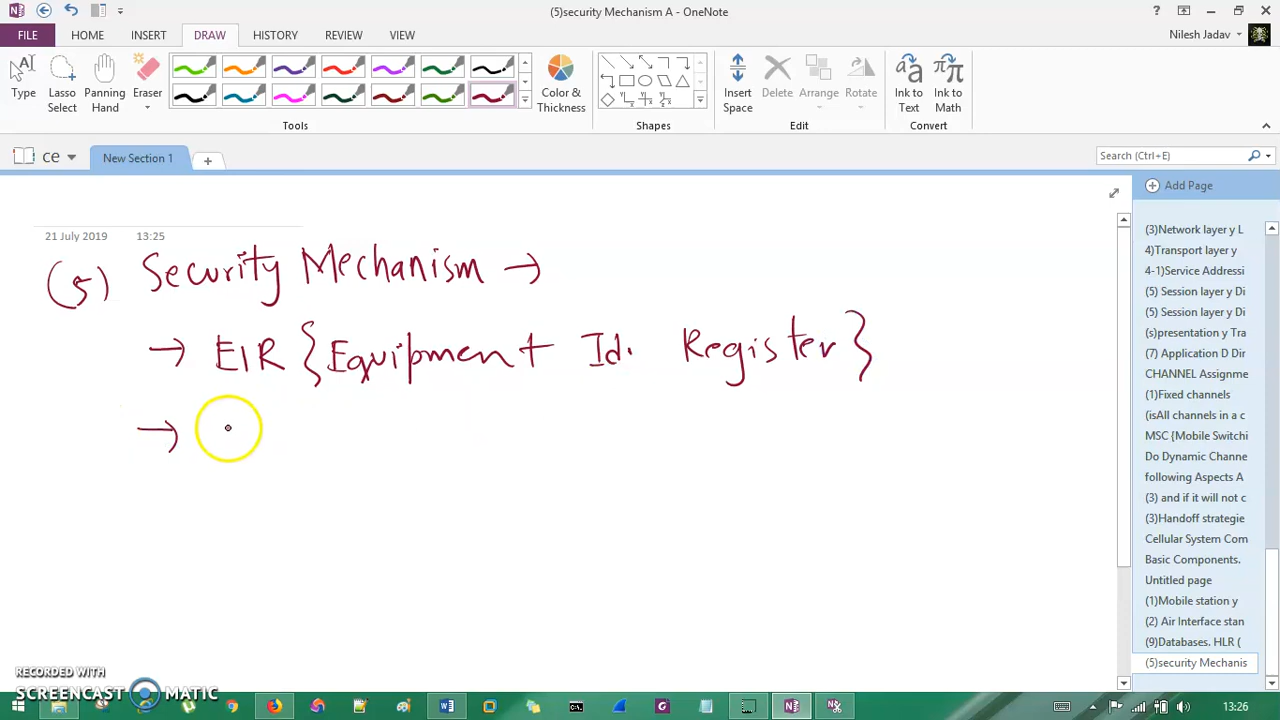 (5)security Mechanism A - OneNote
FILE HOME INSERT DRAW HISTORY REVIEW VIEW
Nilesh Jadav
Type
Lasso Select
Panning Hand
Eraser
Color & Thickness
Insert Space
Delete
Arrange
Rotate
Ink to Text
Ink to Math
Tools
Shapes
Edit
Convert
ce
New Section 1
Search (Ctrl+E)
Add Page
21 July 2019 13:25
(5) Security Mechanism →
→ EIR {Equipment Id. Register}
→
(3)Network layer y L
4)Transport layer y
4-1)Service Addressi
(5) Session layer y Di
(5) Session layer y Di
(s)presentation y Tra
(7) Application D Dir
CHANNEL Assignme
(1)Fixed channels
(isAll channels in a c
MSC {Mobile Switchi
Do Dynamic Channe
following Aspects A
(3) and if it will not c
(3)Handoff strategie
Cellular System Com
Basic Components.
Untitled page
(1)Mobile station y
(2) Air Interface stan
(9)Databases. HLR (
(5)security Mechanis
RECORDED WITH
SCREENCAST MATIC
13:26